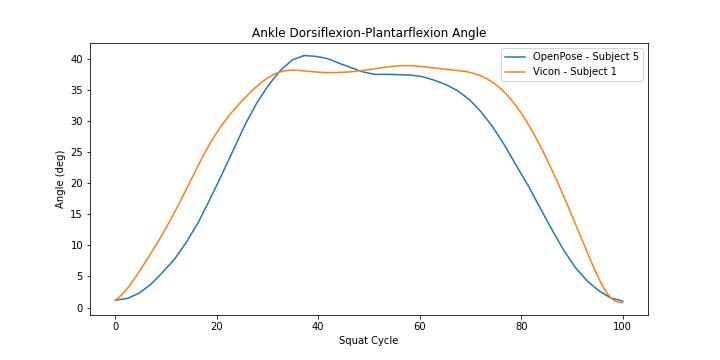 Ankle Dorsiflexion-Plantarflexion Angle
OpenPose - Subject 5
Vicon - Subject 1
40
35
30
25
20
15
10
5
0
Angle (deg)
0 20 40 60 80 100
Squat Cycle